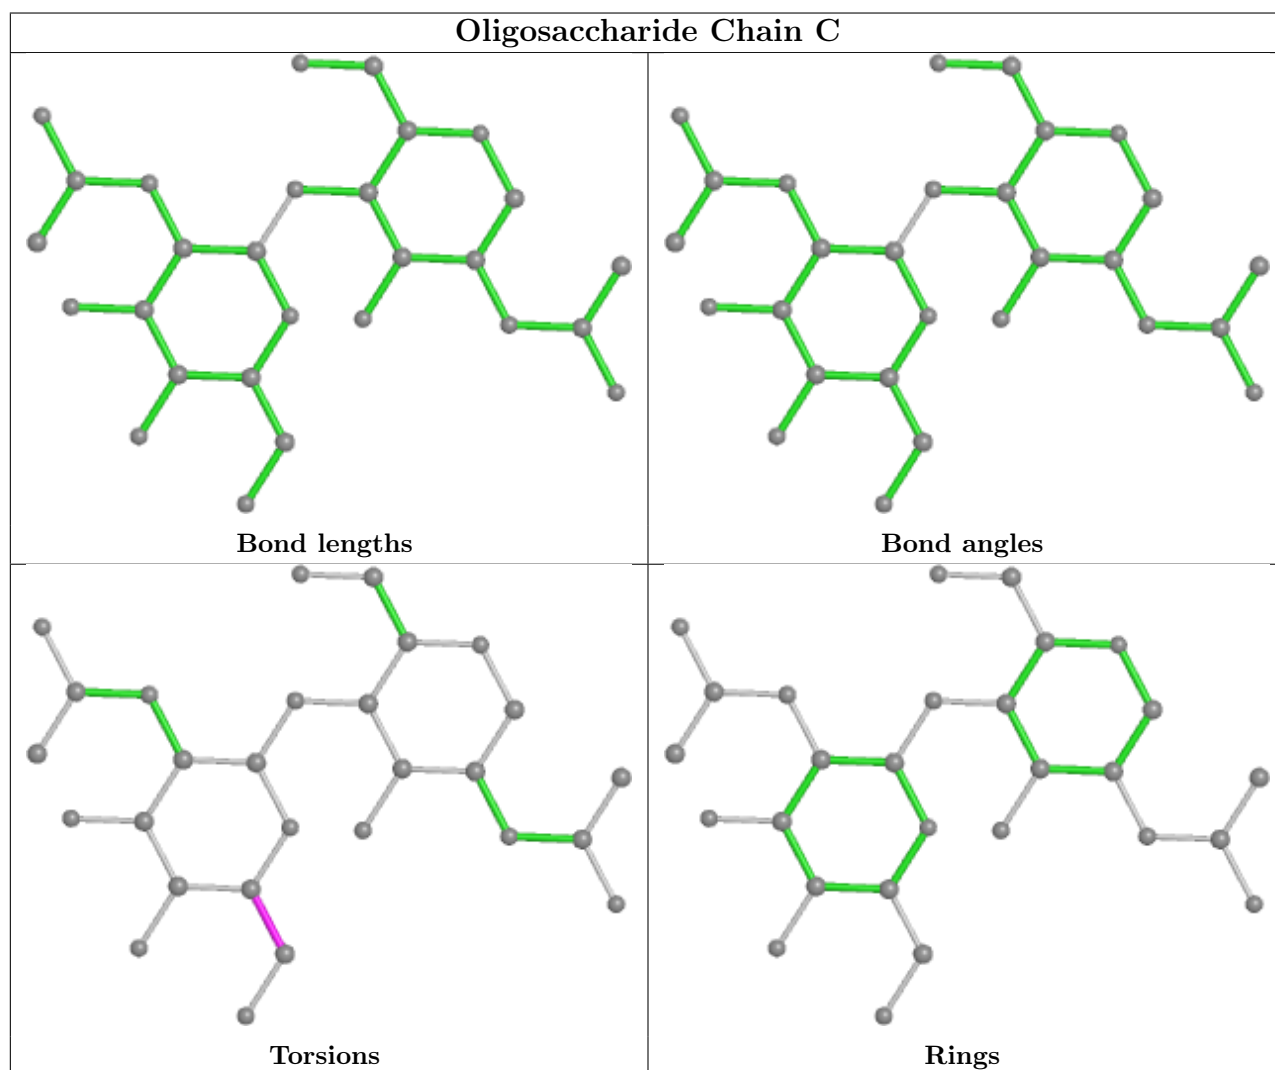 Oligosaccharide Chain C
Bond lengths
Bond angles
Torsions
Rings